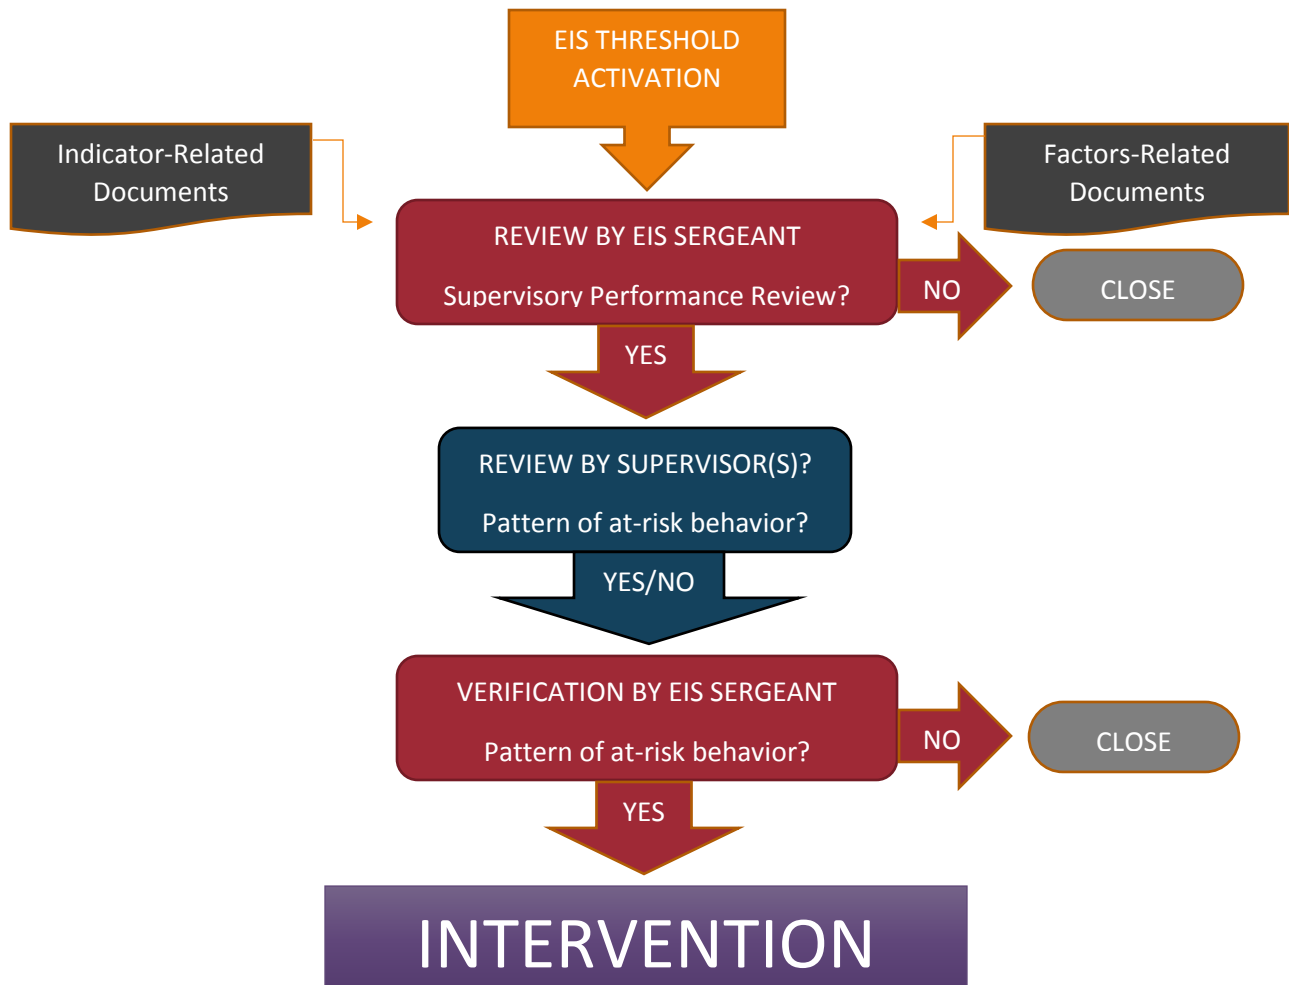 EIS THRESHOLD
ACTIVATION
Indicator-Related
Documents
Factors-Related
Documents
REVIEW BY EIS SERGEANT
Supervisory Performance Review?
NO
CLOSE
YES
REVIEW BY SUPERVISOR(S)?
Pattern of at-risk behavior?
YES/NO
VERIFICATION BY EIS SERGEANT
Pattern of at-risk behavior?
NO
CLOSE
YES
INTERVENTION